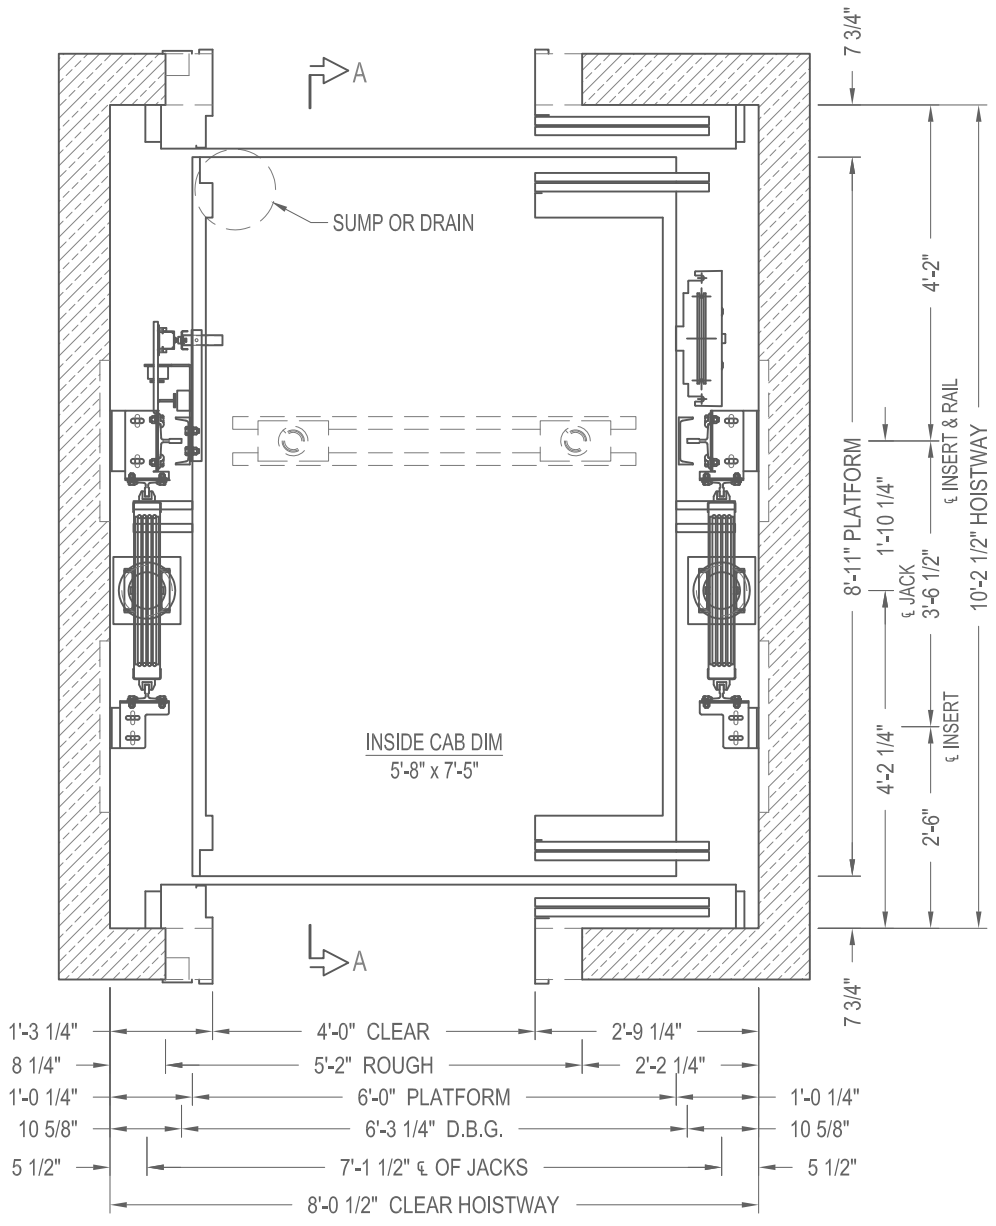 7 3/4"
A
SUMP OR DRAIN
4'-2"
℄ INSERT & RAIL
10'-2 1/2" HOISTWAY
8'-11" PLATFORM
1'-10 1/4"
℄ JACK
3'-6 1/2"
℄ INSERT
4'-2 1/4"
2'-6"
INSIDE CAB DIM
5'-8" x 7'-5"
A
7 3/4"
1'-3 1/4" 4'-0" CLEAR 2'-9 1/4"
8 1/4" 5'-2" ROUGH 2'-2 1/4"
1'-0 1/4" 6'-0" PLATFORM 1'-0 1/4"
10 5/8" 6'-3 1/4" D.B.G. 10 5/8"
5 1/2" 7'-1 1/2" ℄ OF JACKS 5 1/2"
8'-0 1/2" CLEAR HOISTWAY